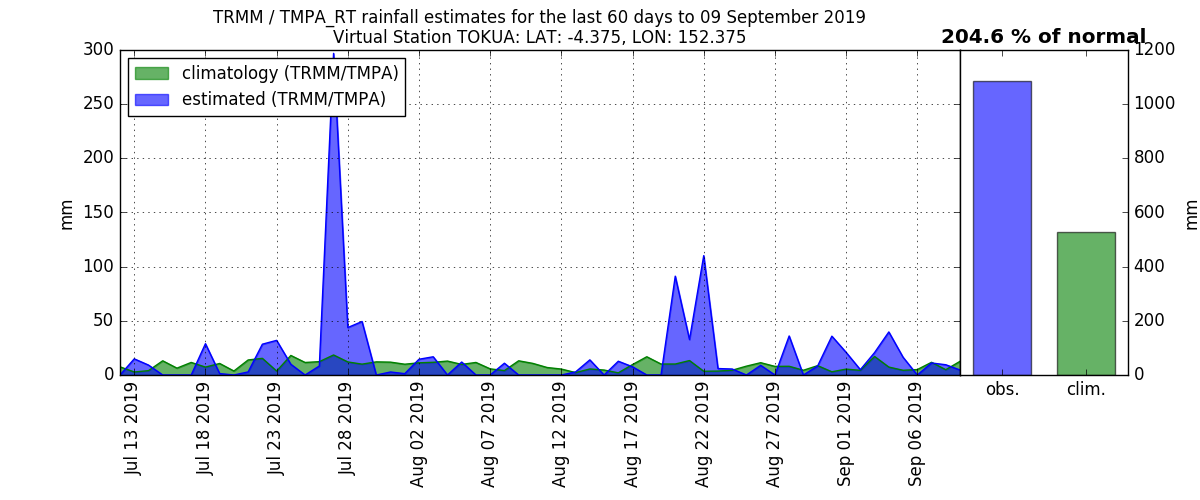 TRMM / TMPA_RT rainfall estimates for the last 60 days to 09 September 2019
Virtual Station TOKUA: LAT: -4.375, LON: 152.375
204.6 % of normal
climatology (TRMM/TMPA)
estimated (TRMM/TMPA)
300
250
200
150
100
50
0
mm
Jul 13 2019
Jul 18 2019
Jul 23 2019
Jul 28 2019
Aug 02 2019
Aug 07 2019
Aug 12 2019
Aug 17 2019
Aug 22 2019
Aug 27 2019
Sep 01 2019
Sep 06 2019
obs.
clim.
1200
1000
800
600
400
200
0
mm